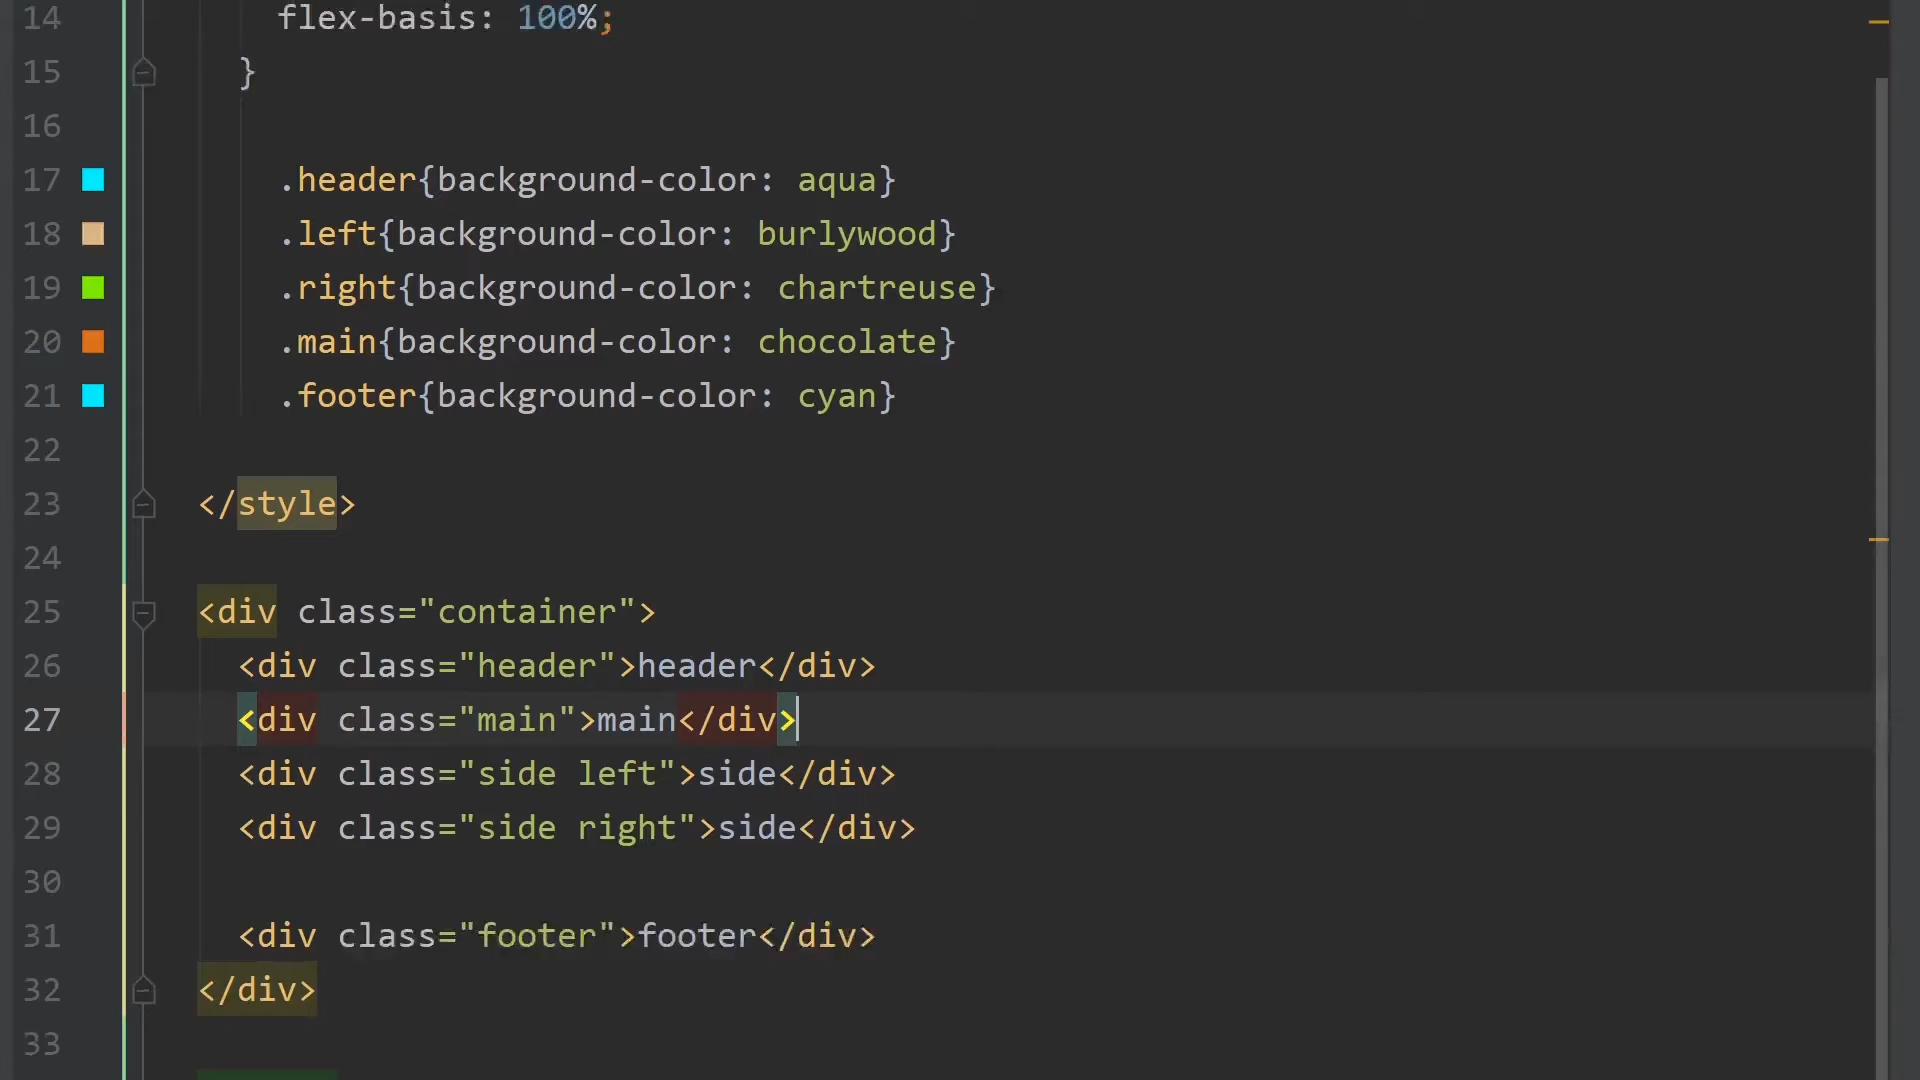 14 flex-basis: 100%;
15 }
16
17 .header{background-color: aqua}
18 .left{background-color: burlywood}
19 .right{background-color: chartreuse}
20 .main{background-color: chocolate}
21 .footer{background-color: cyan}
22
23 </style>
24
25 <div class="container">
26 <div class="header">header</div>
27 <div class="main">main</div>
28 <div class="side left">side</div>
29 <div class="side right">side</div>
30
31 <div class="footer">footer</div>
32 </div>
33